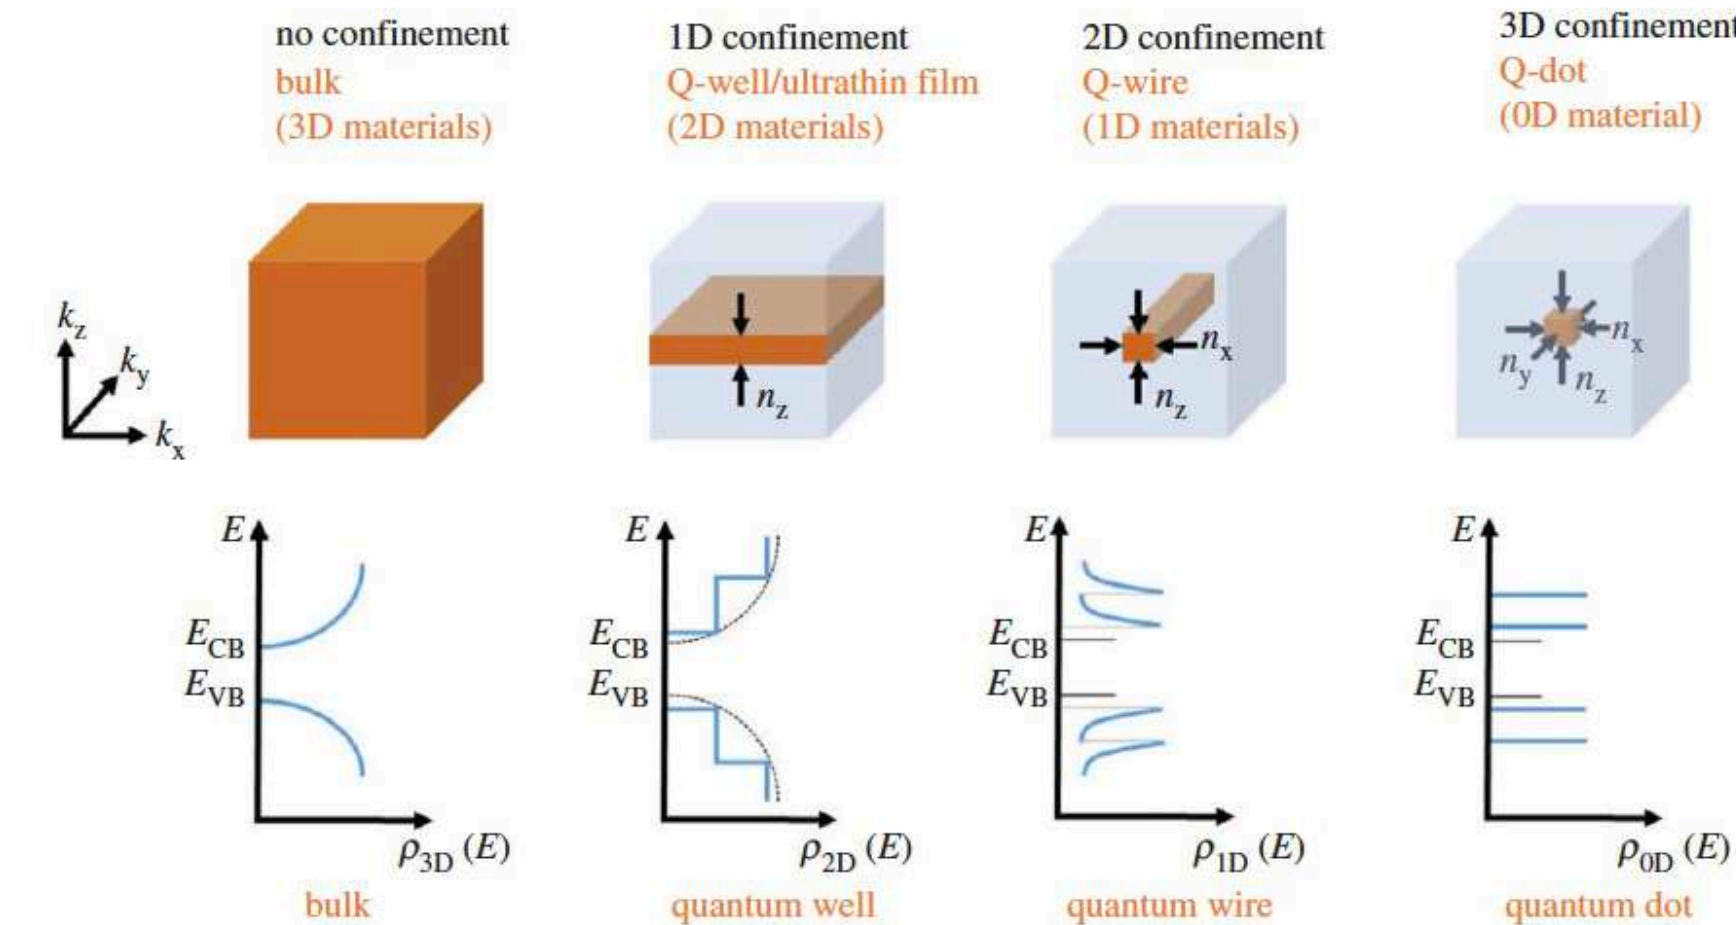 no confinement
bulk
(3D materials)
1D confinement
Q-well/ultrathin film
(2D materials)
2D confinement
Q-wire
(1D materials)
3D confinement
Q-dot
(0D material)
kz
ky
kx
nz
nx
nz
nx
ny
nz
E
ECB
EVB
ρ3D (E)
bulk
E
ECB
EVB
ρ2D (E)
quantum well
E
ECB
EVB
ρ1D (E)
quantum wire
E
ECB
EVB
ρ0D (E)
quantum dot